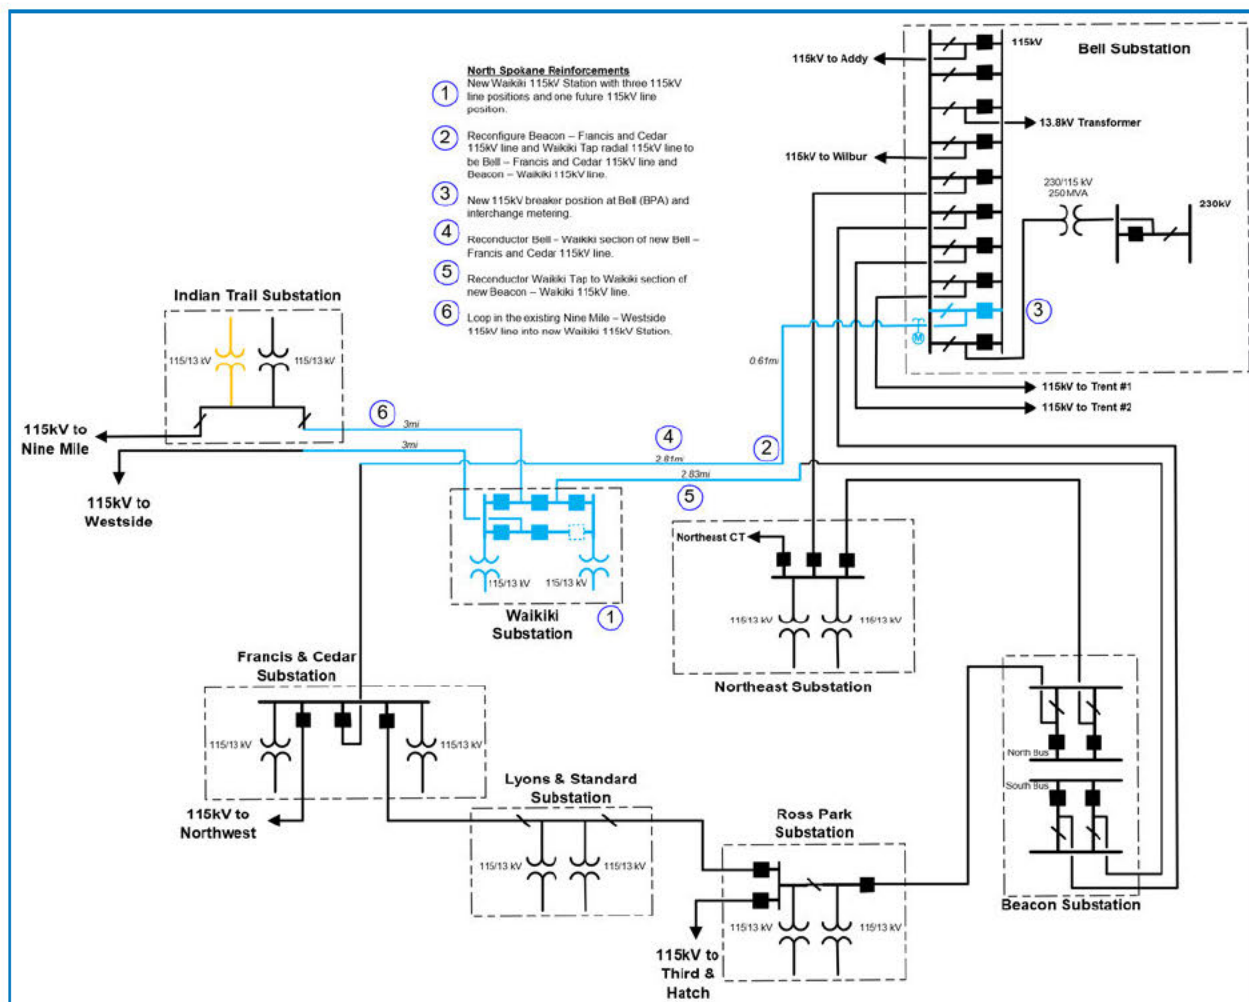 North Spokane Reinforcements
1
New Waikiki 115kV Station with three 115kV
line positions and one future 115kV line
position.
2
Reconfigure Beacon – Francis and Cedar
115kV line and Waikiki Tap radial 115kV line to
be Bell – Francis and Cedar 115kV line and
Beacon – Waikiki 115kV line.
3
New 115kV breaker position at Bell (BPA) and
interchange metering.
4
Reconductor Bell – Waikiki section of new Bell –
Francis and Cedar 115kV line.
5
Reconductor Waikiki Tap to Waikiki section of
new Beacon – Waikiki 115kV line.
6
Loop in the existing Nine Mile – Westside
115kV line into new Waikiki 115kV Station.
Bell Substation
115kV
115kV to Addy
13.8kV Transformer
115kV to Wilbur
230/115 kV
250MVA
230kV
3
M
0.61mi
115kV to Trent #1
115kV to Trent #2
Indian Trail Substation
115/13 kV
115/13 kV
115kV to
Nine Mile
115kV to
Westside
6
3mi
3mi
4
2.81mi
2
2.83mi
5
115/13 kV
115/13 kV
Waikiki
Substation
1
Northeast CT
115/13 kV
115/13 kV
Northeast Substation
Francis & Cedar
Substation
115/13 kV
115/13 kV
115kV to
Northwest
Lyons & Standard
Substation
115/13 kV
115/13 kV
Ross Park
Substation
115/13 kV
115/13 kV
115kV to
Third &
Hatch
North Bus
South Bus
Beacon Substation